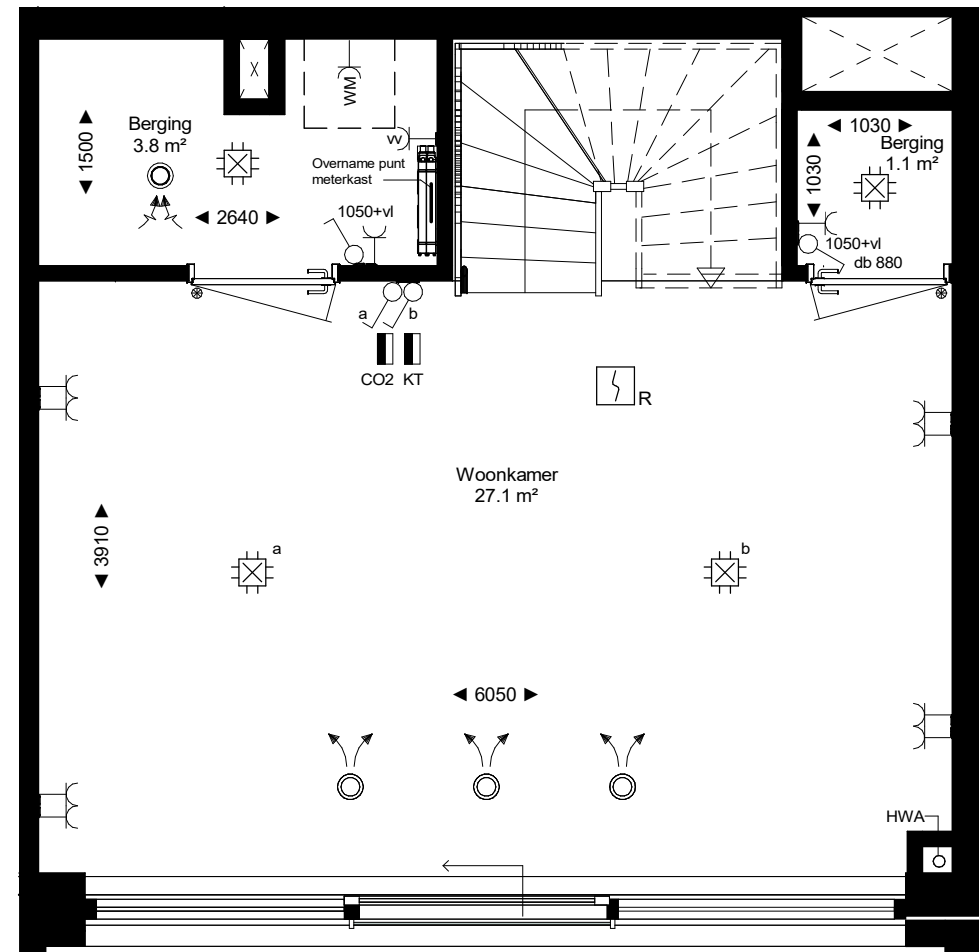 WM
Berging
3.8 m²
1500
VV
Overname punt
meterkast
2640
1050+vl
1030
Berging
1.1 m²
1030
1050+vl
db 880
a
b
CO2
KT
R
Woonkamer
27.1 m²
3910
a
b
6050
HWA